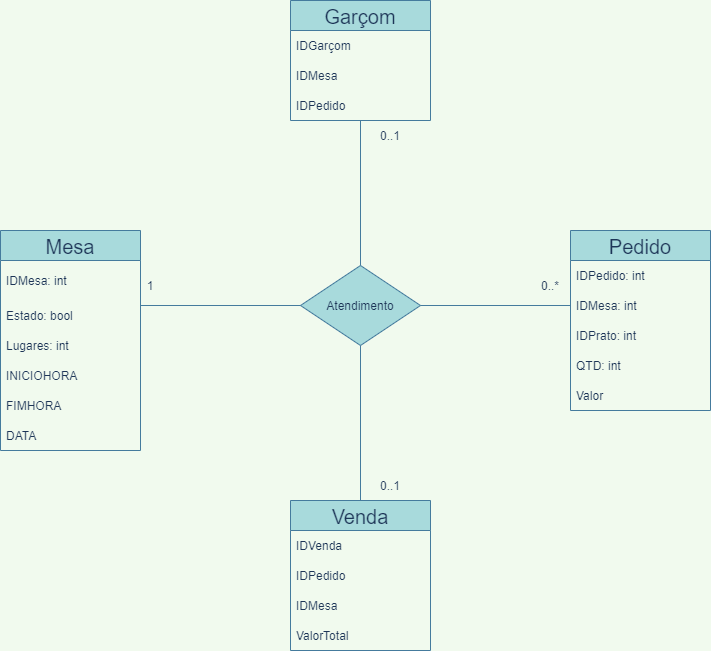 Garçom
IDGarçom
IDMesa
IDPedido
0..1
Mesa
IDMesa: int
Estado: bool
Lugares: int
INICIOHORA
FIMHORA
DATA
1
Atendimento
0..*
Pedido
IDPedido: int
IDMesa: int
IDPrato: int
QTD: int
Valor
0..1
Venda
IDVenda
IDPedido
IDMesa
ValorTotal